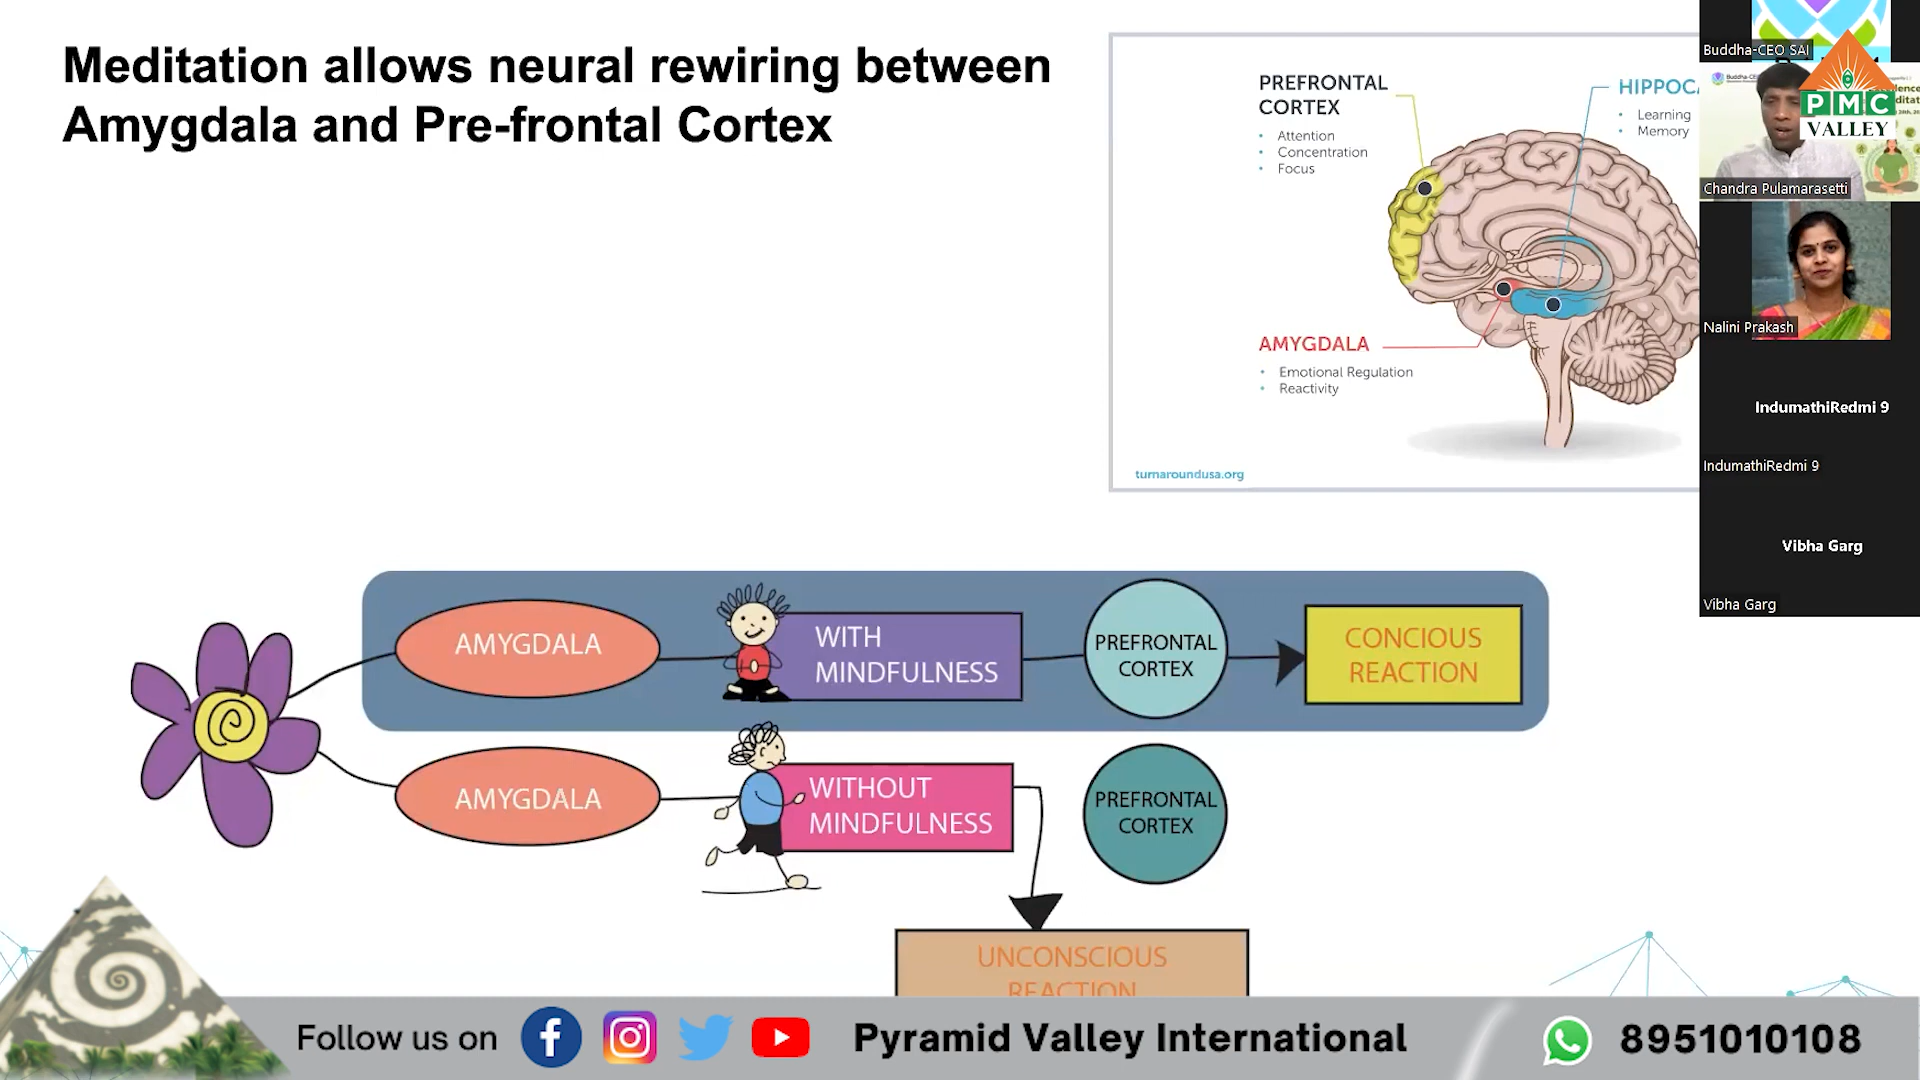 Meditation allows neural rewiring between
Amygdala and Pre-frontal Cortex
PREFRONTAL
CORTEX
• Attention
• Concentration
• Focus
HIPPOCA
• Learning
• Memory
AMYGDALA
• Emotional Regulation
• Reactivity
turnaroundusa.org
Buddha-CEO SAI
PMC
VALLEY
Chandra Pulamarasetti
Nalini Prakash
IndumathiRedmi 9
IndumathiRedmi 9
Vibha Garg
Vibha Garg
AMYGDALA
WITH
MINDFULNESS
PREFRONTAL
CORTEX
CONCIOUS
REACTION
AMYGDALA
WITHOUT
MINDFULNESS
PREFRONTAL
CORTEX
UNCONSCIOUS
REACTION
Follow us on
Pyramid Valley International
8951010108